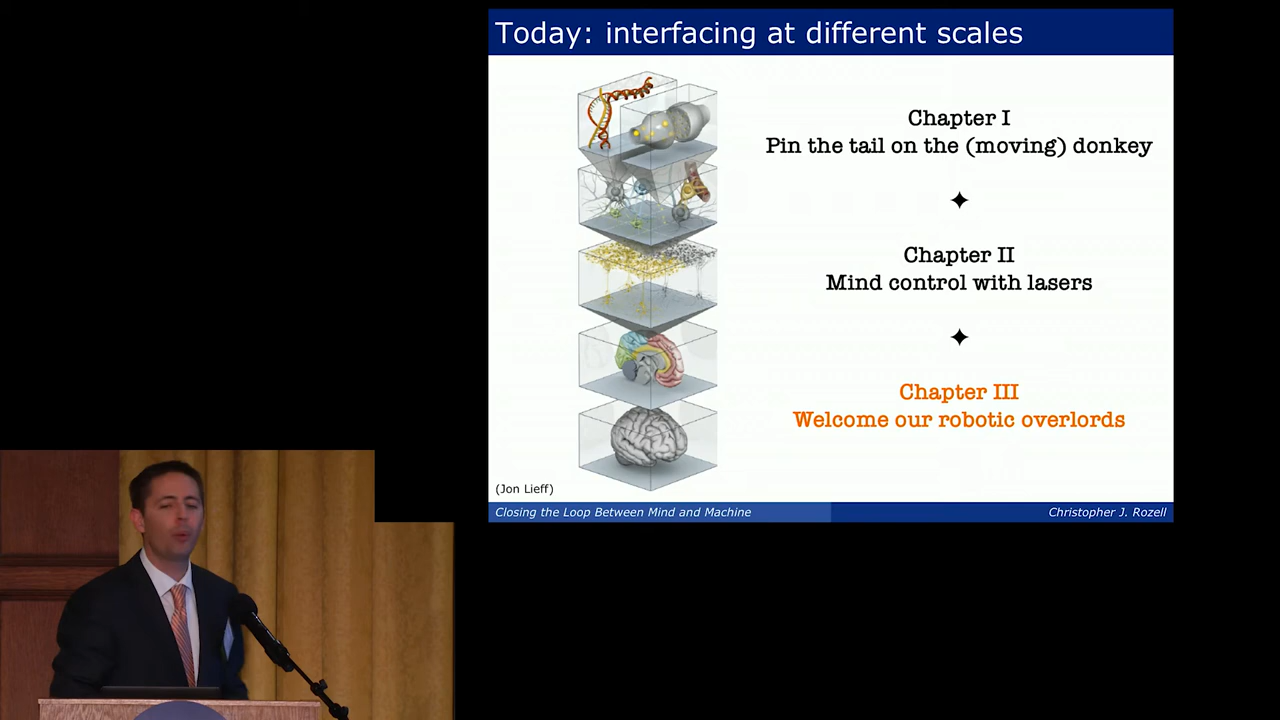 Today: interfacing at different scales
Chapter I
Pin the tail on the (moving) donkey
Chapter II
Mind control with lasers
Chapter III
Welcome our robotic overlords
(Jon Lieff)
Closing the Loop Between Mind and Machine
Christopher J. Rozell